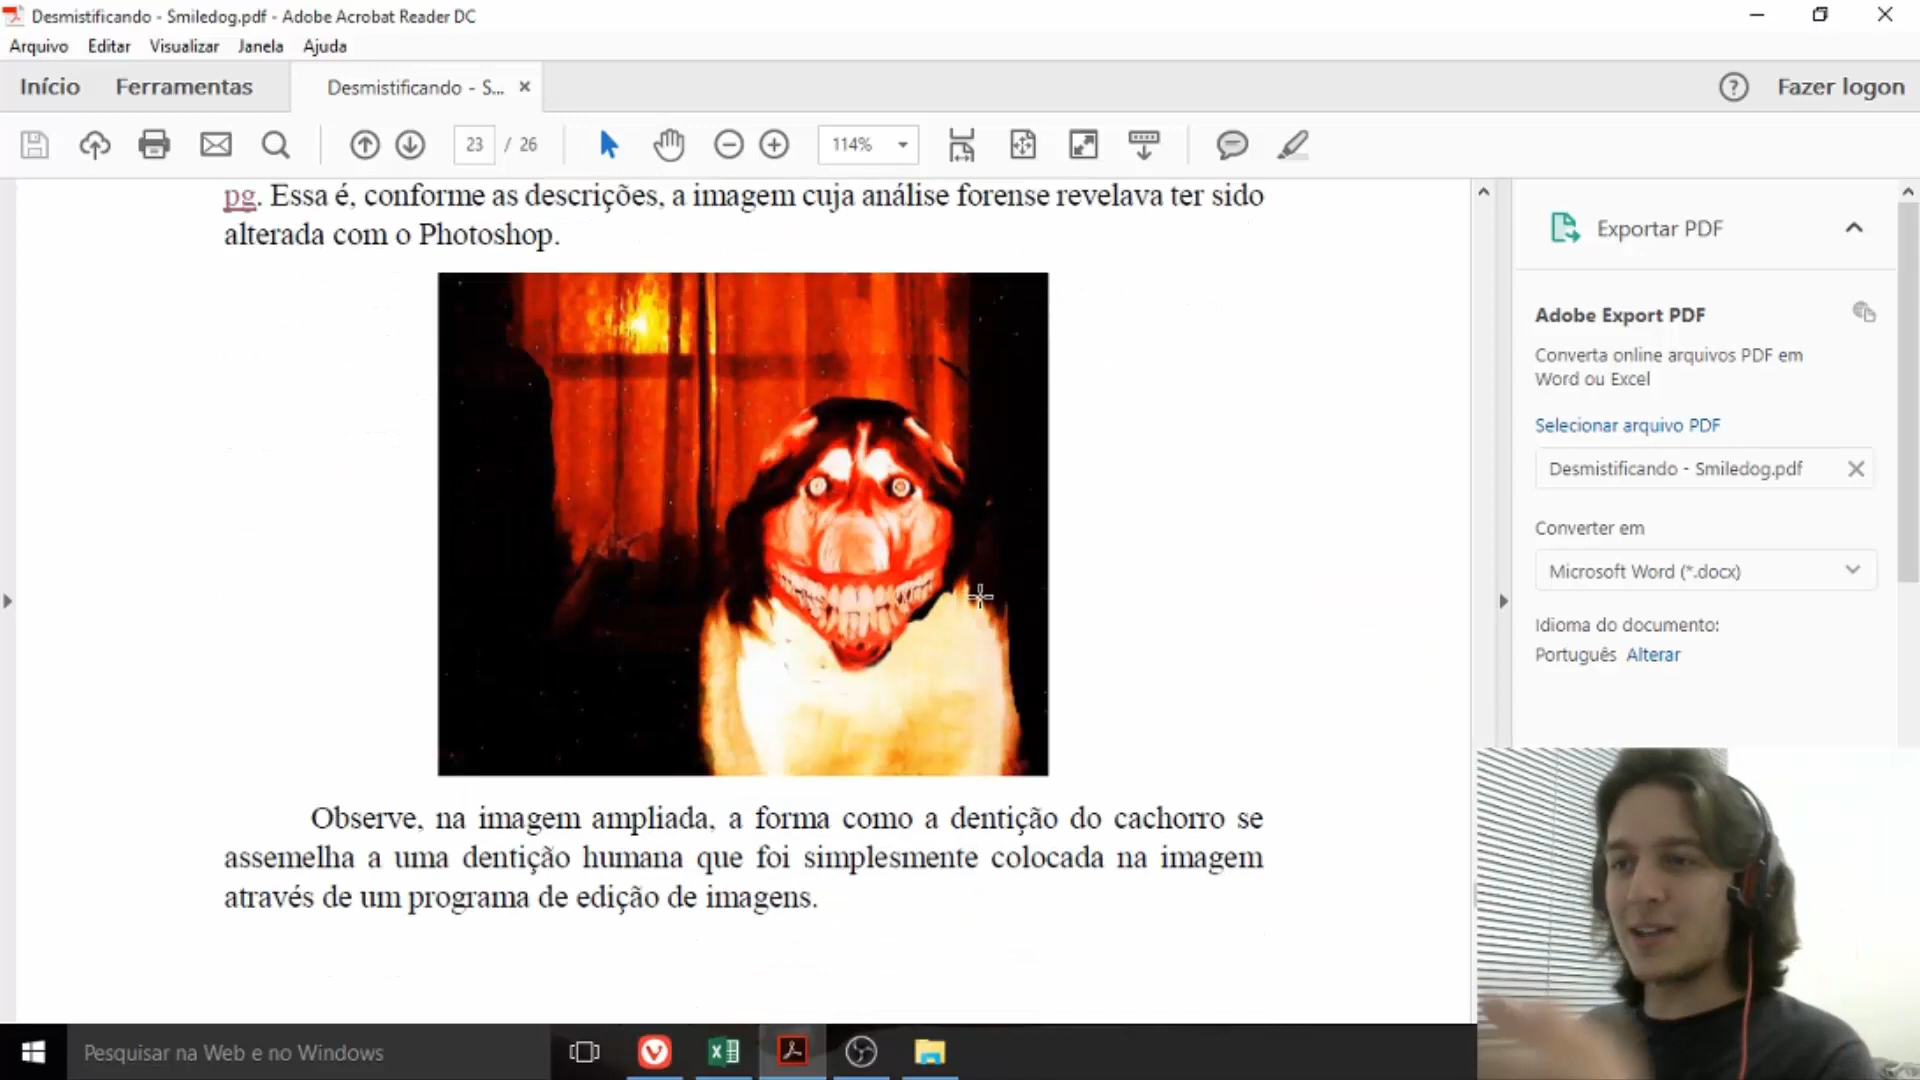 Desmistificando - Smiledog.pdf - Adobe Acrobat Reader DC
Arquivo Editar Visualizar Janela Ajuda
Início Ferramentas Desmistificando - S... Fazer logon
23 / 26 114%
pg. Essa é, conforme as descrições, a imagem cuja análise forense revelava ter sido
alterada com o Photoshop.
Observe, na imagem ampliada, a forma como a dentição do cachorro se
assemelha a uma dentição humana que foi simplesmente colocada na imagem
através de um programa de edição de imagens.
Exportar PDF
Adobe Export PDF
Converta online arquivos PDF em
Word ou Excel
Selecionar arquivo PDF
Desmistificando - Smiledog.pdf
Converter em
Microsoft Word (*.docx)
Idioma do documento:
Português Alterar
Pesquisar na Web e no Windows